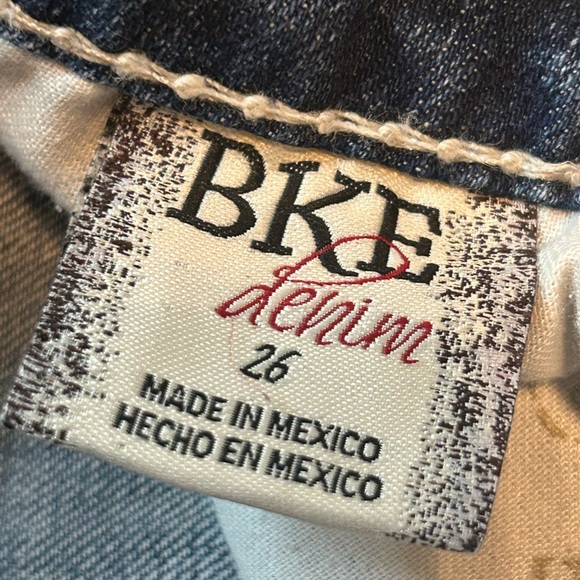 BKE
denim
26
MADE IN MEXICO
HECHO EN MEXICO